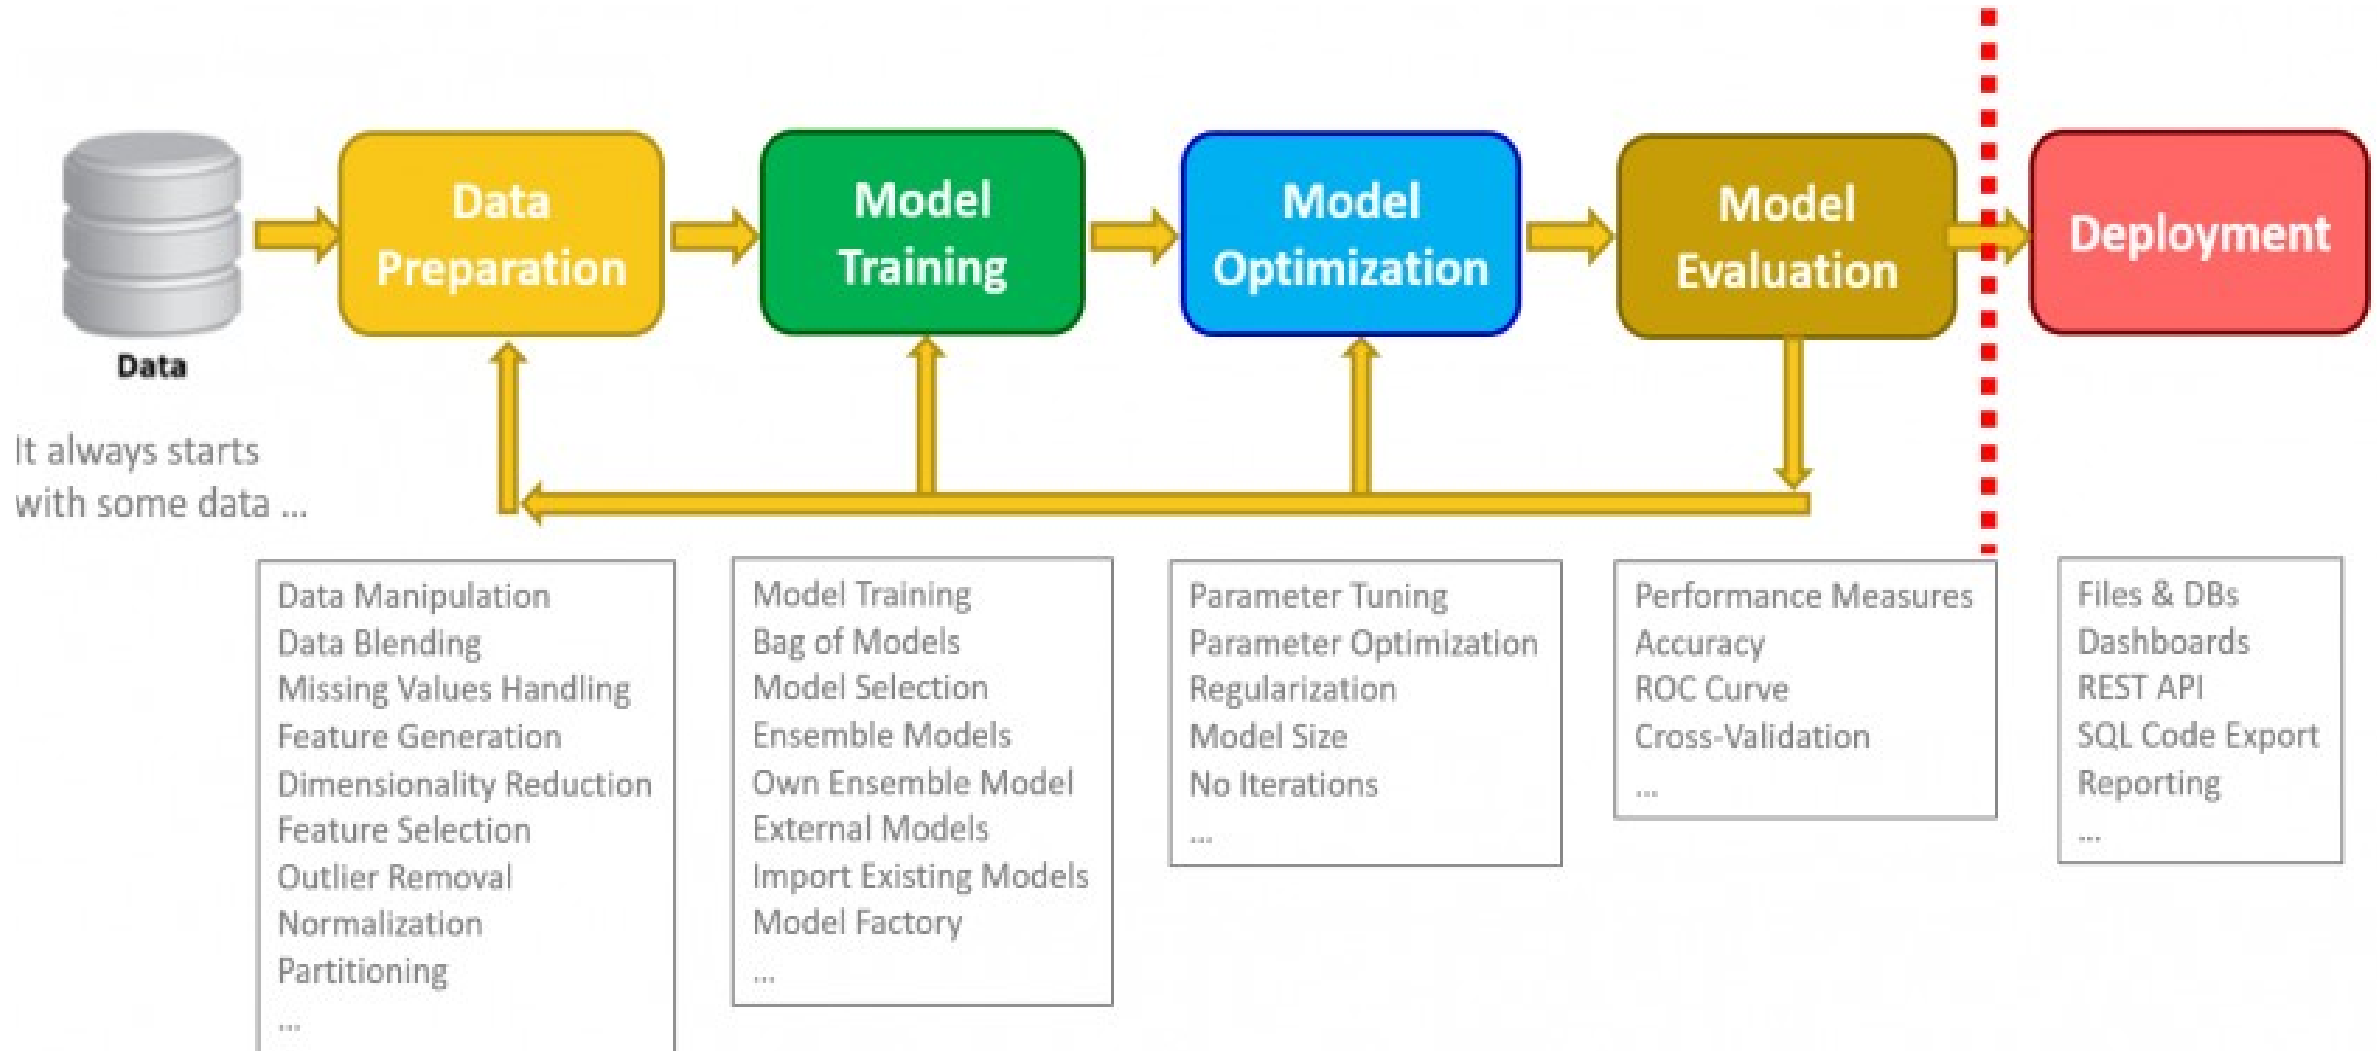 Data
Preparation
Model
Training
Model
Optimization
Model
Evaluation
Deployment
Data
It always starts
with some data ...
Data Manipulation
Data Blending
Missing Values Handling
Feature Generation
Dimensionality Reduction
Feature Selection
Outlier Removal
Normalization
Partitioning
...
Model Training
Bag of Models
Model Selection
Ensemble Models
Own Ensemble Model
External Models
Import Existing Models
Model Factory
...
Parameter Tuning
Parameter Optimization
Regularization
Model Size
No Iterations
...
Performance Measures
Accuracy
ROC Curve
Cross-Validation
...
Files & DBs
Dashboards
REST API
SQL Code Export
Reporting
...